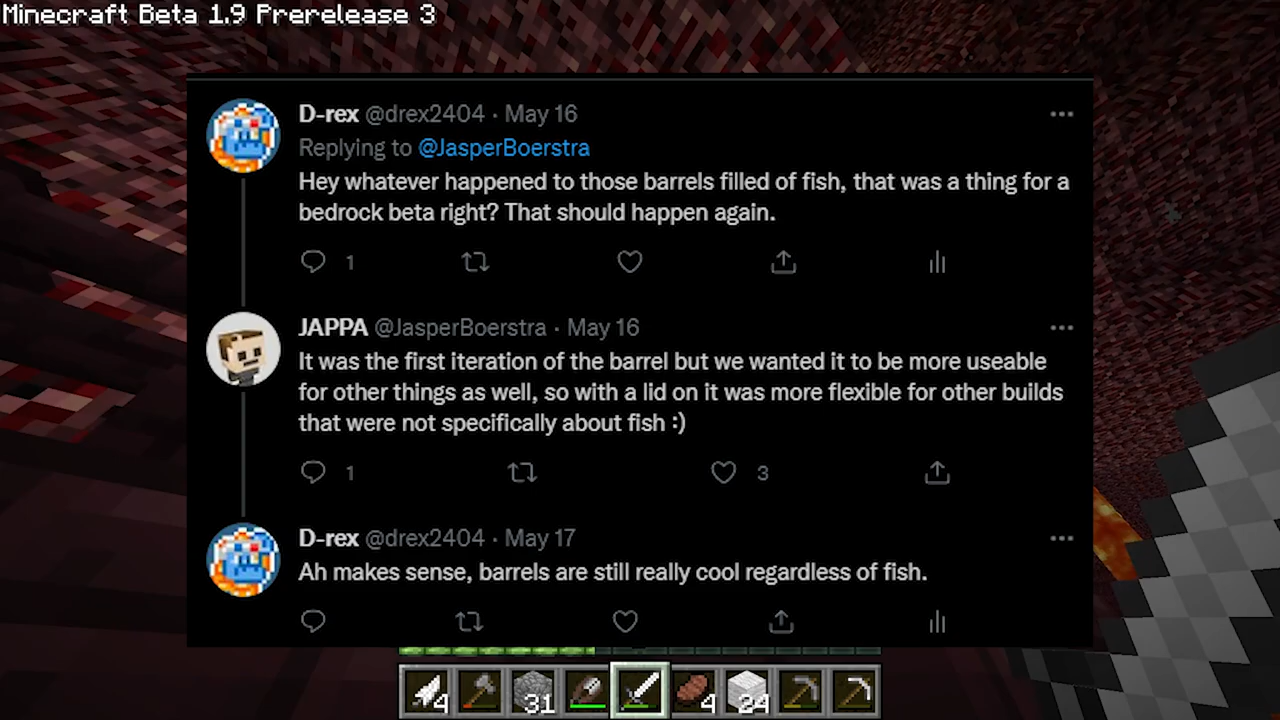 Minecraft Beta 1.9 Prerelease 3
D-rex @drex2404 · May 16
Replying to @JasperBoerstra
Hey whatever happened to those barrels filled of fish, that was a thing for a
bedrock beta right? That should happen again.
1
JAPPA @JasperBoerstra · May 16
It was the first iteration of the barrel but we wanted it to be more useable
for other things as well, so with a lid on it was more flexible for other builds
that were not specifically about fish :)
1 3
D-rex @drex2404 · May 17
Ah makes sense, barrels are still really cool regardless of fish.
4 31 4 24